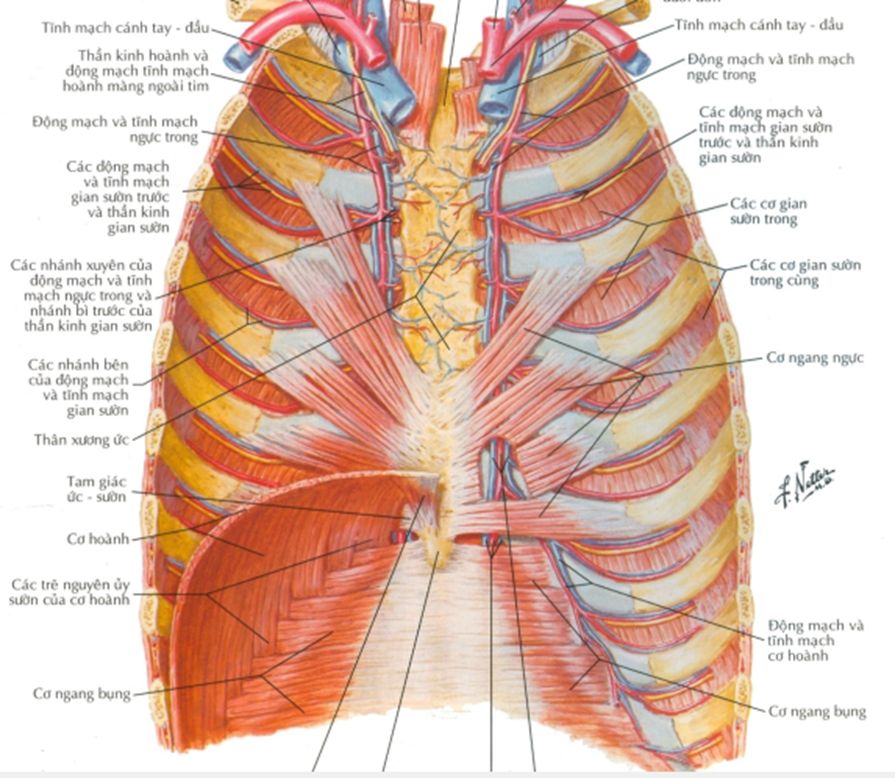 Tĩnh mạch cánh tay - đầu
Thần kinh hoành và
động mạch tĩnh mạch
hoành màng ngoài tim
Động mạch và tĩnh mạch
ngực trong
Các động mạch
và tĩnh mạch
gian sườn trước
và thần kinh
gian sườn
Các nhánh xuyên của
động mạch và tĩnh
mạch ngực trong và
nhánh bì trước của
thần kinh gian sườn
Các nhánh bên
của động mạch
và tĩnh mạch
gian sườn
Thân xương ức
Tam giác
ức - sườn
Cơ hoành
Các trẽ nguyên ủy
sườn của cơ hoành
Cơ ngang bụng
Tĩnh mạch cánh tay - đầu
Động mạch và tĩnh mạch
ngực trong
Các động mạch và
tĩnh mạch gian sườn
trước và thần kinh
gian sườn
Các cơ gian
sườn trong
Các cơ gian sườn
trong cùng
Cơ ngang ngực
F. Netter
M.D.
Động mạch và
tĩnh mạch
cơ hoành
Cơ ngang bụng